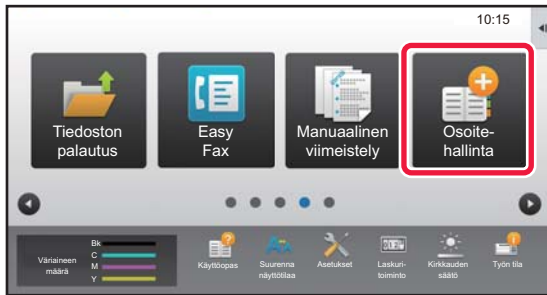 10:15
Tiedoston
palautus
Easy
Fax
Manuaalinen
viimeistely
Osoite-
hallinta
Väriaineen
määrä
Bk
C
M
Y
Käyttöopas
Suurenna
näyttötilaa
Asetukset
Laskuri-
toiminto
Kirkkauden
säätö
Työn tila